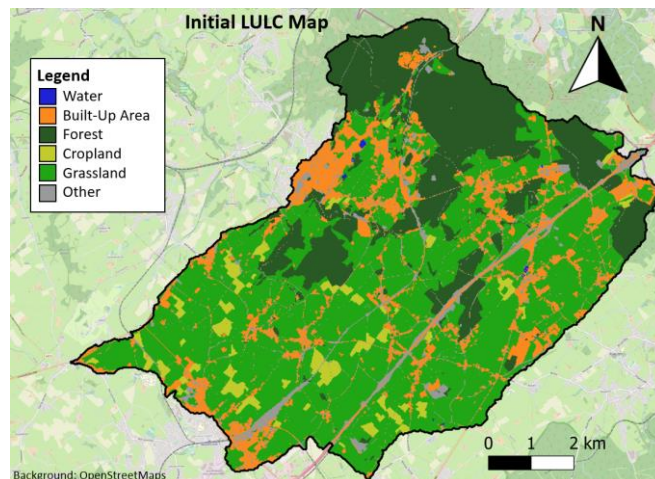 Initial LULC Map
N
Legend
Water
Built-Up Area
Forest
Cropland
Grassland
Other
0 1 2 km
Background: OpenStreetMaps